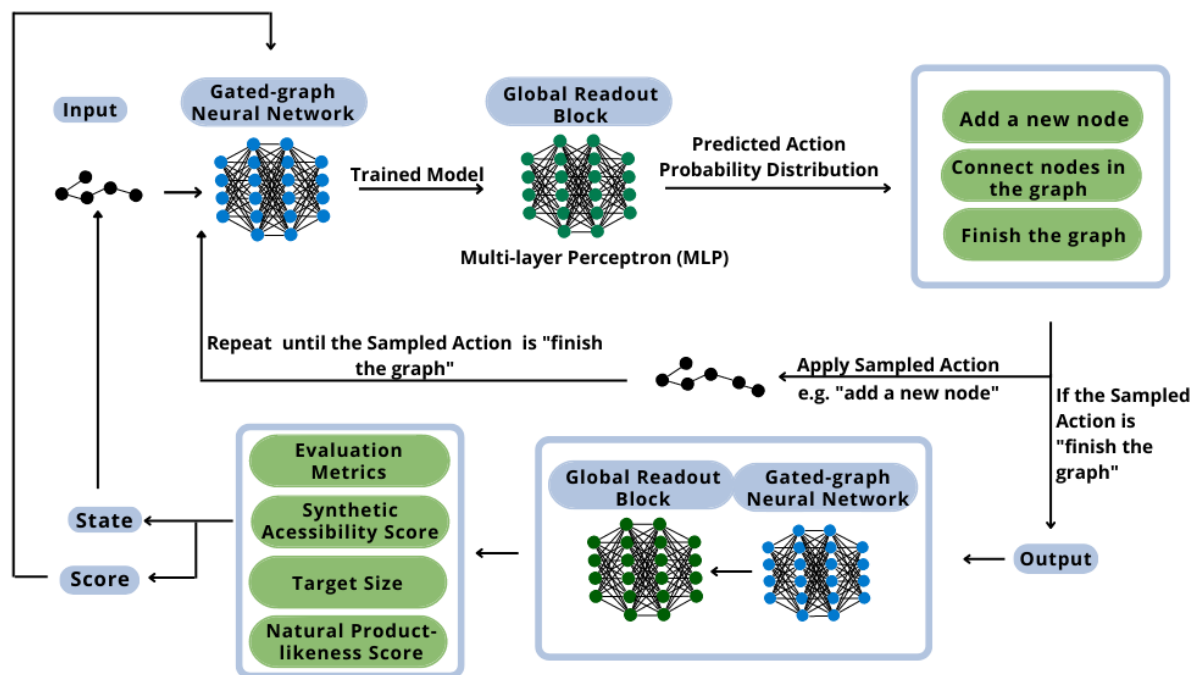 Input
Gated-graph
Neural Network
Trained Model
Global Readout
Block
Multi-layer Perceptron (MLP)
Predicted Action
Probability Distribution
Add a new node
Connect nodes in
the graph
Finish the graph
Repeat until the Sampled Action is "finish
the graph"
Apply Sampled Action
e.g. "add a new node"
If the Sampled
Action is
"finish the
graph"
Output
Gated-graph
Neural Network
Global Readout
Block
Evaluation
Metrics
Synthetic
Acessibility Score
Target Size
Natural Product-
likeness Score
State
Score